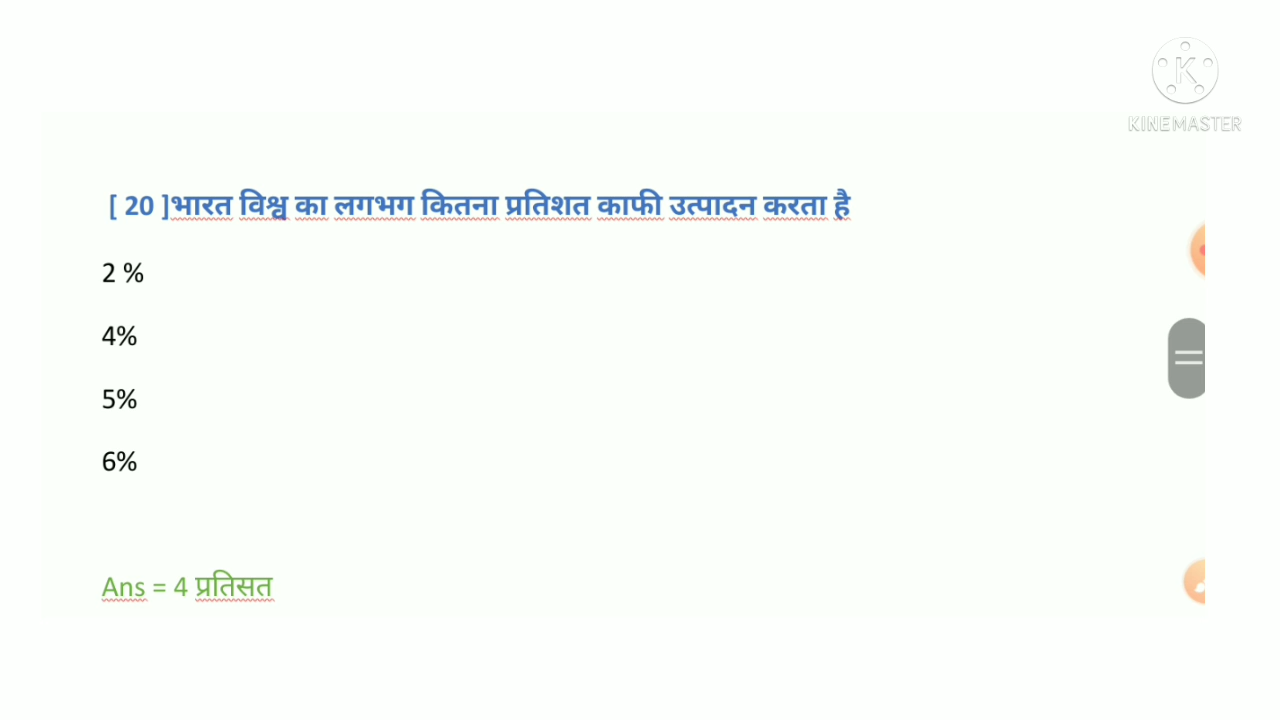 KINEMASTER
[ 20 ]भारत विश्व का लगभग कितना प्रतिशत काफी उत्पादन करता है
2 %
4%
5%
6%
Ans = 4 प्रतिसत